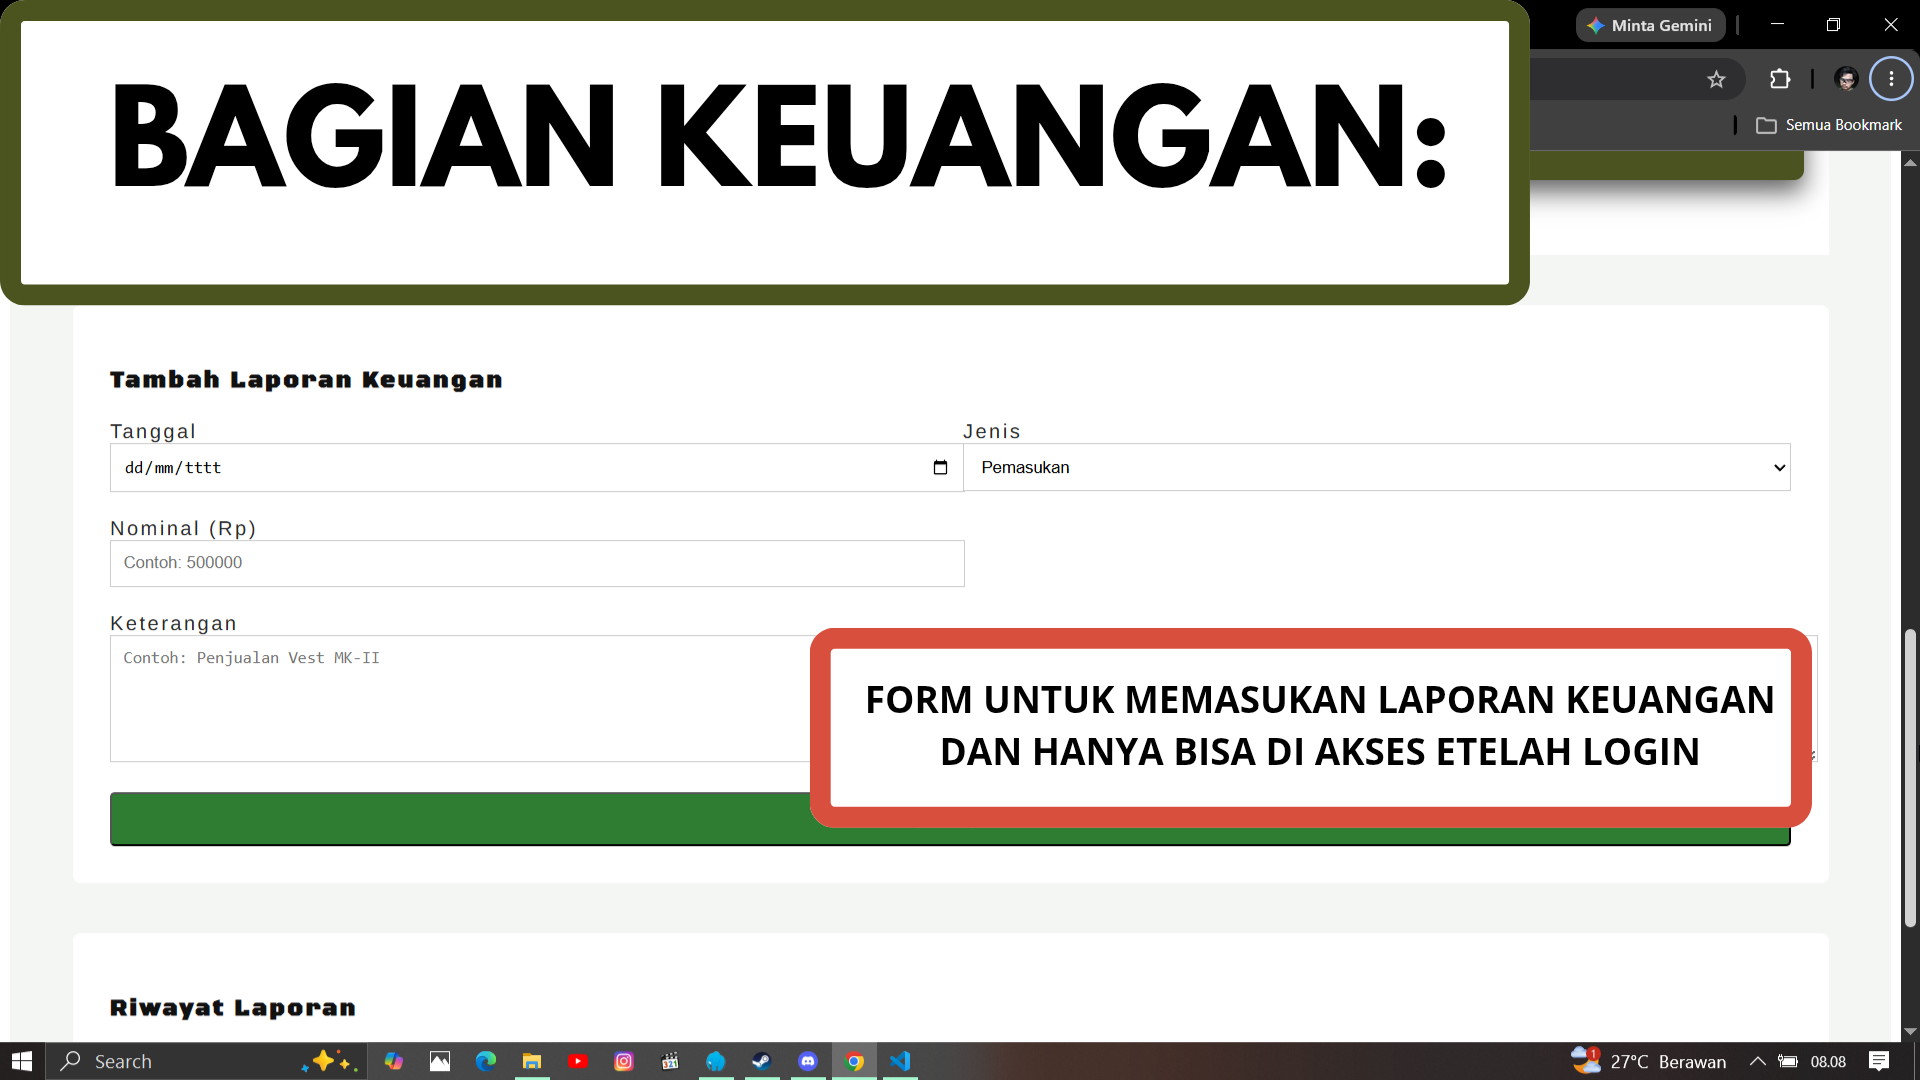 BAGIAN KEUANGAN:
Minta Gemini
Semua Bookmark
Tambah Laporan Keuangan
Tanggal
Jenis
dd/mm/tttt
Pemasukan
Nominal (Rp)
Contoh: 500000
Keterangan
Contoh: Penjualan Vest MK-II
FORM UNTUK MEMASUKAN LAPORAN KEUANGAN
DAN HANYA BISA DI AKSES ETELAH LOGIN
Riwayat Laporan
Search
321
1
27°C Berawan
08.08